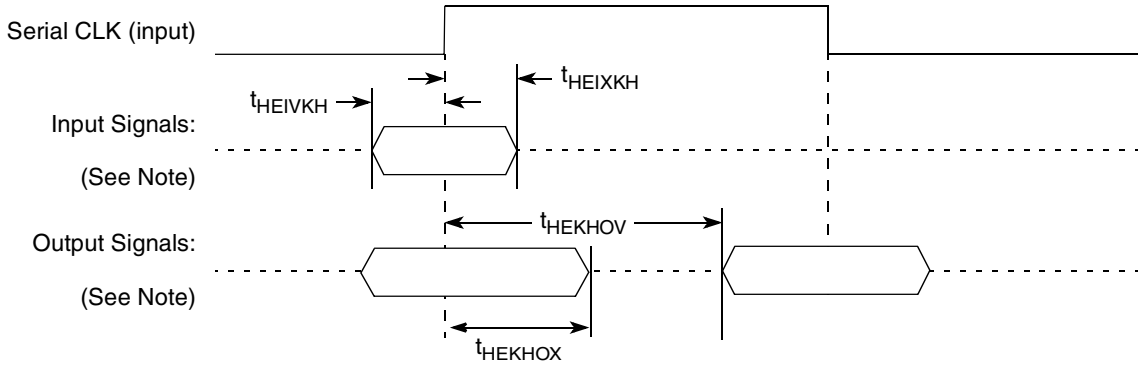 Serial CLK (input)
tHEIXKH
tHEIVKH
Input Signals:
(See Note)
tHEKHOV
Output Signals:
(See Note)
tHEKHOX